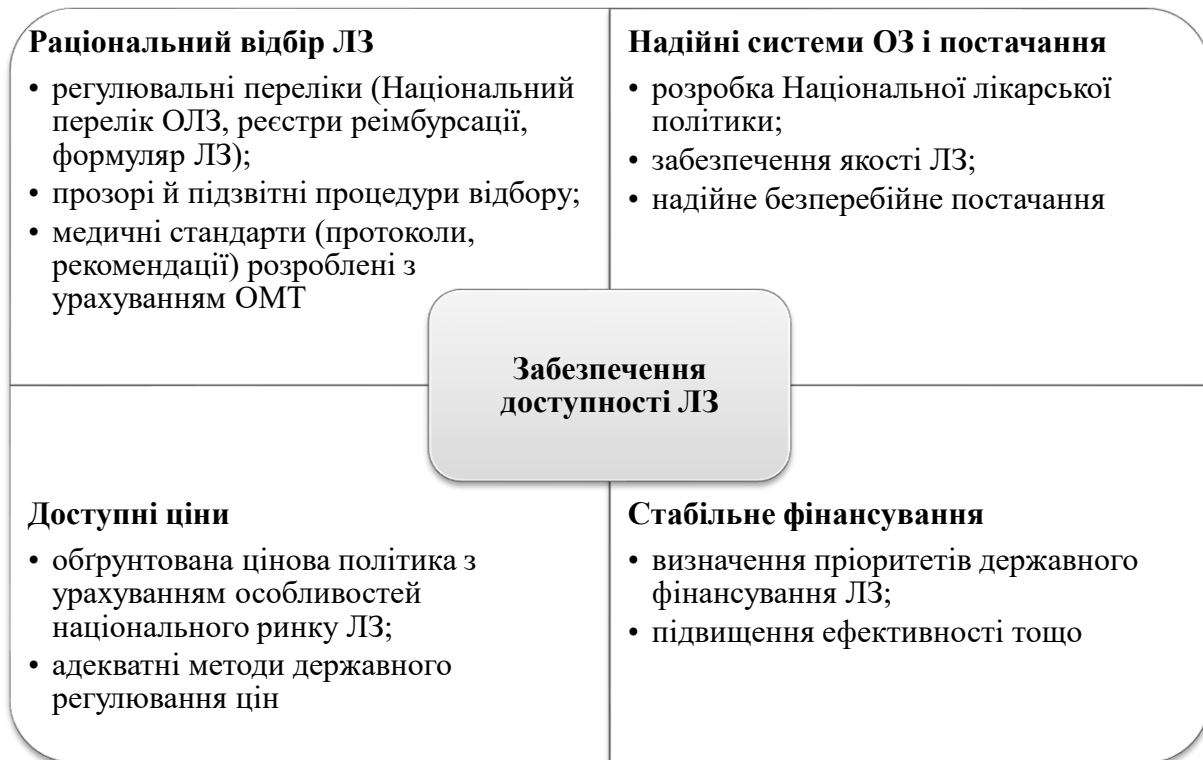 Раціональний відбір ЛЗ
• регулювальні переліки (Національний
перелік ОЛЗ, реєстри реімбурсації,
формуляр ЛЗ);
• прозорі й підзвітні процедури відбору;
• медичні стандарти (протоколи,
рекомендації) розроблені з
урахуванням ОМТ
Надійні системи ОЗ і постачання
• розробка Національної лікарської
політики;
• забезпечення якості ЛЗ;
• надійне безперебійне постачання
Забезпечення
доступності ЛЗ
Доступні ціни
• обґрунтована цінова політика з
урахуванням особливостей
національного ринку ЛЗ;
• адекватні методи державного
регулювання цін
Стабільне фінансування
• визначення пріоритетів державного
фінансування ЛЗ;
• підвищення ефективності тощо